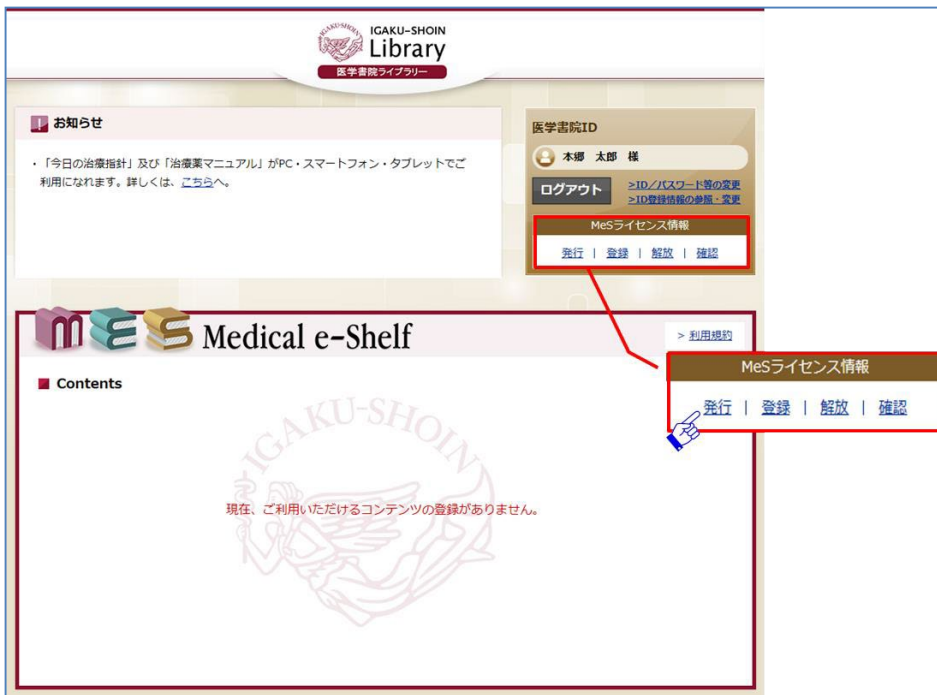 IGAKU-SHOIN
Library
医学書院ライブラリー
お知らせ
・「今日の治療指針」及び「治療薬マニュアル」がPC・スマートフォン・タブレットでご
利用になれます。詳しくは、こちらへ。
医学書院ID
本郷 太郎 様
ログアウト
>ID/パスワード等の変更
>ID登録情報の参照・変更
MeSライセンス情報
発行 | 登録 | 解放 | 確認
mes Medical e-Shelf
> 利用規約
MeSライセンス情報
発行 | 登録 | 解放 | 確認
Contents
IGAKU-SHOIN
現在、ご利用いただけるコンテンツの登録がありません。